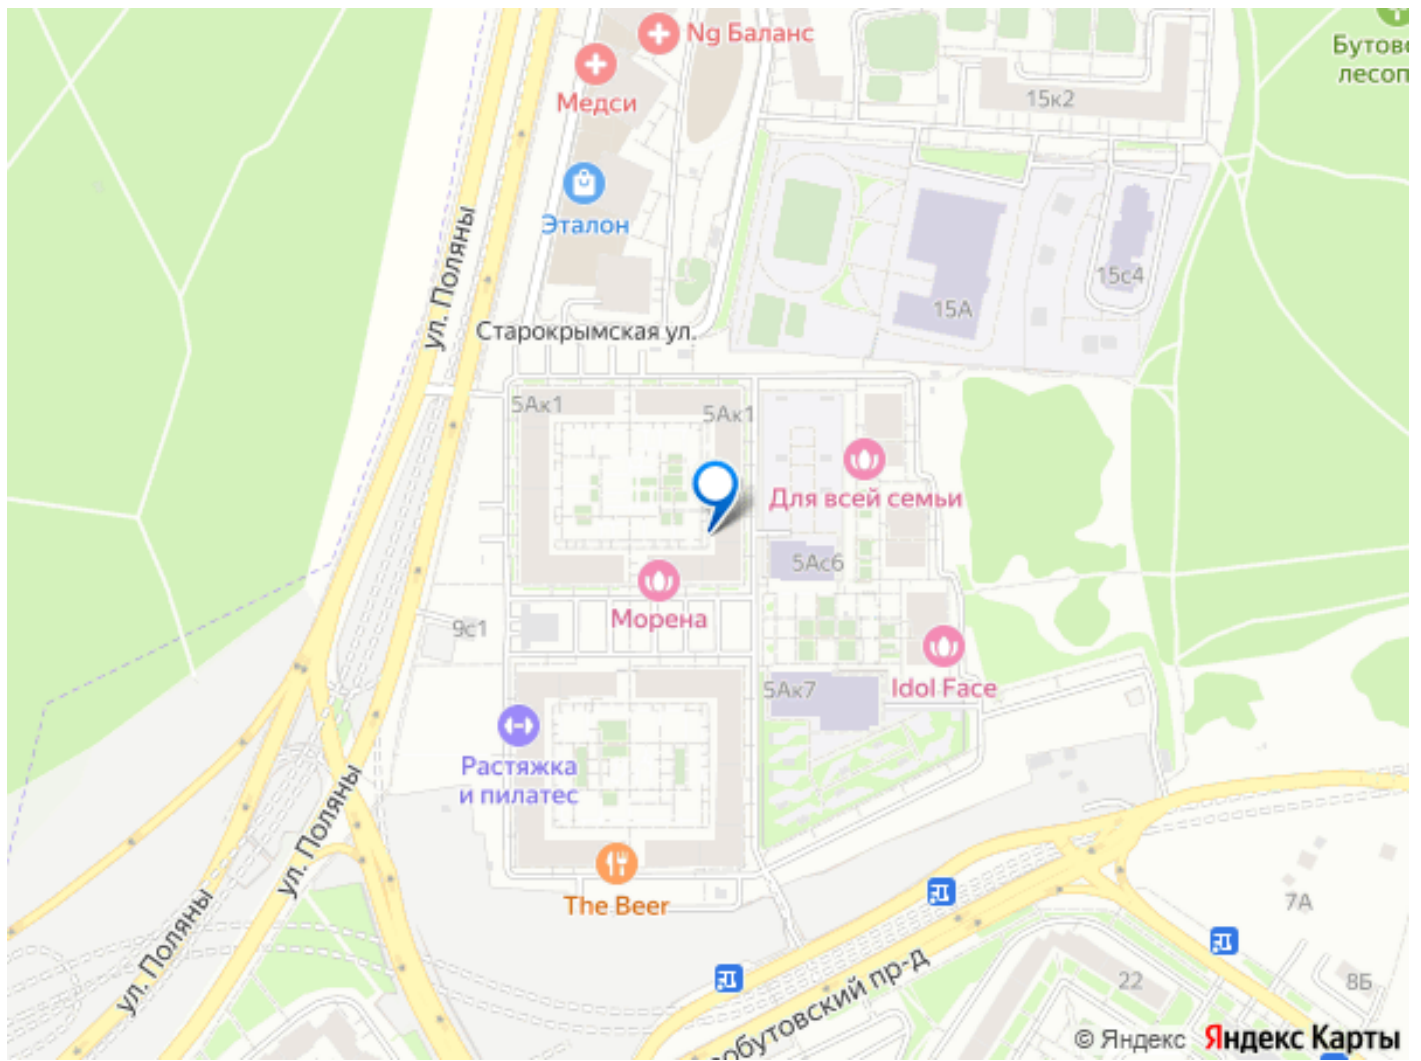 Ng Баланс
Бутово
лесоп
Медси
15к2
Эталон
ул. Поляны
15с4
15А
Старокрымская ул.
5Ак1
5Ак1
Для всей семьи
5Ас6
Морена
9с1
5Ак7
Idol Face
Растяжка
и пилатес
ул. Поляны
The Beer
ул. Поляны
7А
обутовский пр-д
22
8Б
© Яндекс Яндекс Карты